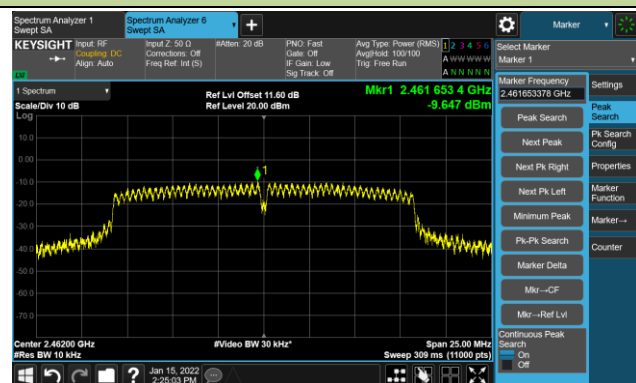 Spectrum Analyzer 1
Swept SA
Spectrum Analyzer 6
Swept SA
Marker
KEYSIGHT
Input: RF
Coupling: DC
Align: Auto
Input Z: 50 Ω
Corrections: Off
Freq Ref: Int (S)
#Atten: 20 dB
PNO: Fast
Gate: Off
IF Gain: Low
Sig Track: Off
Avg Type: Power (RMS)
Avg|Hold: 100/100
Trig: Free Run
1 2 3 4 5 6
A W W W W W
A N N N N N
LW
Select Marker
Marker 1
1 Spectrum
Scale/Div 10 dB
Log
Ref Lvl Offset 11.60 dB
Ref Level 20.00 dBm
Mkr1 2.461 653 4 GHz
-9.647 dBm
10.0
0.00
-10.0
-20.0
-30.0
-40.0
-50.0
-60.0
-70.0
1
Center 2.46200 GHz
#Res BW 10 kHz
#Video BW 30 kHz*
Span 25.00 MHz
Sweep 309 ms (11000 pts)
Marker Frequency
2.461653378 GHz
Peak Search
Next Peak
Next Pk Right
Next Pk Left
Minimum Peak
Pk-Pk Search
Marker Delta
Mkr→CF
Mkr→Ref Lvl
Continuous Peak
Search
On
Off
Settings
Peak
Search
Pk Search
Config
Properties
Marker
Function
Marker→
Counter
Jan 15, 2022
2:25:03 PM